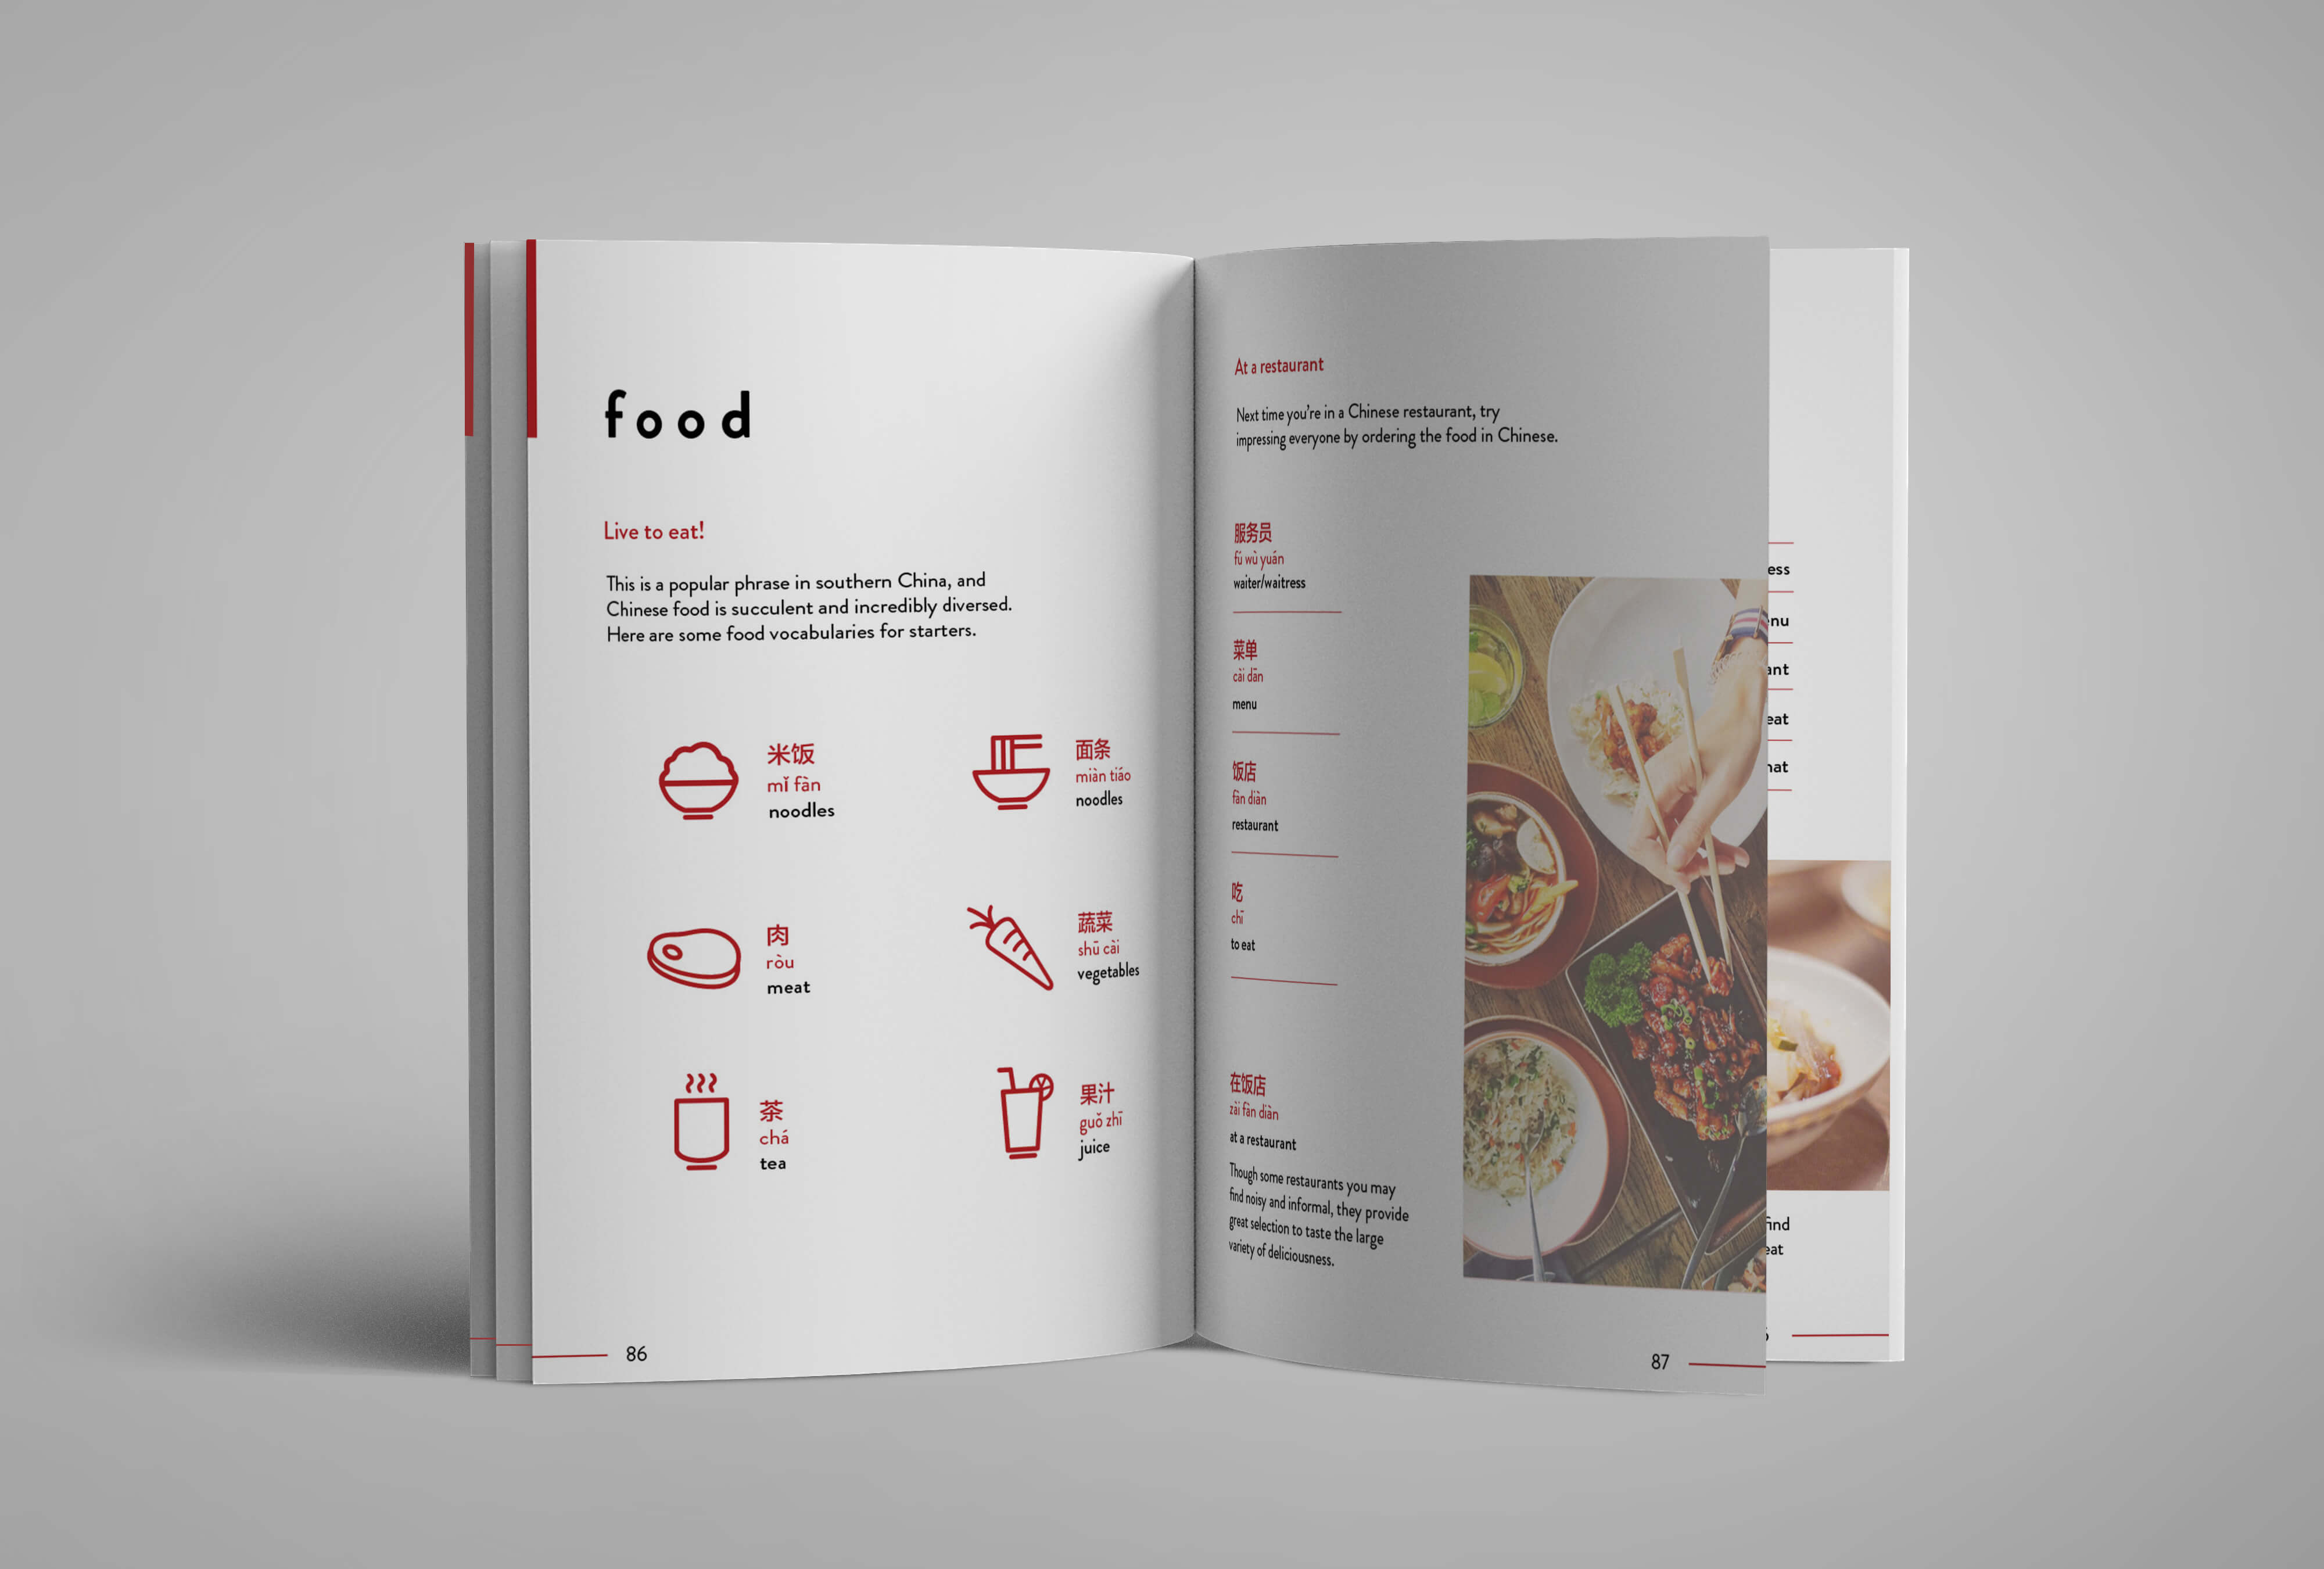 food
Live to eat!
This is a popular phrase in southern China, and
Chinese food is succulent and incredibly diversed.
Here are some food vocabularies for starters.
米饭
mǐ fàn
noodles
面条
miàn tiáo
noodles
肉
ròu
meat
蔬菜
shū cài
vegetables
茶
chá
tea
果汁
guǒ zhī
juice
86
At a restaurant
Next time you're in a Chinese restaurant, try
impressing everyone by ordering the food in Chinese.
服务员
fú wù yuán
waiter/waitress
菜单
cài dān
menu
饭店
fàn diàn
restaurant
吃
chī
to eat
在饭店
zài fàn diàn
at a restaurant
Though some restaurants you may
find noisy and informal, they provide
great selection to taste the large
variety of deliciousness.
87
ess
nu
ant
eat
hat
find
eat